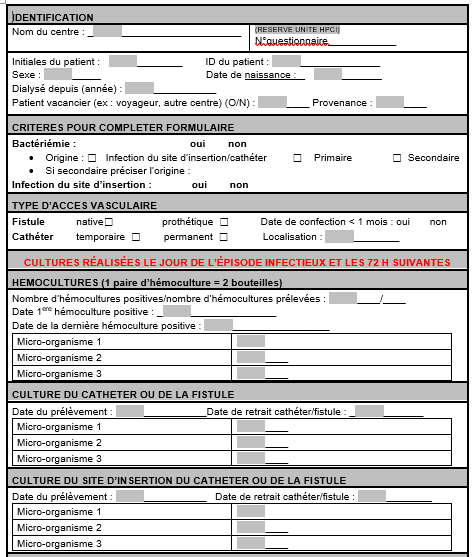 IDENTIFICATION
Nom du centre :
(RESERVE UNITE HPCI)
N°questionnaire
Initiales du patient : ID du patient :
Sexe : Date de naissance :
Dialysé depuis (année) :
Patient vacancier (ex : voyageur, autre centre) (O/N) : Provenance :
CRITERES POUR COMPLETER FORMULAIRE
Bactériémie : oui non
• Origine : ☐ Infection du site d'insertion/cathéter ☐ Primaire ☐ Secondaire
• Si secondaire préciser l'origine :
Infection du site d'insertion : oui non
TYPE D'ACCES VASCULAIRE
Fistule native☐ prothétique ☐ Date de confection < 1 mois : oui non
Cathéter temporaire ☐ permanent ☐ Localisation :
CULTURES RÉALISÉES LE JOUR DE L'ÉPISODE INFECTIEUX ET LES 72 H SUIVANTES
HEMOCULTURES (1 paire d'hémoculture = 2 bouteilles)
Nombre d'hémocultures positives/nombre d'hémocultures prélevées : ____/____
Date 1ere hémoculture positive :
Date de la dernière hémoculture positive :
Micro-organisme 1
Micro-organisme 2
Micro-organisme 3
CULTURE DU CATHETER OU DE LA FISTULE
Date du prélèvement : Date de retrait cathéter/fistule :
Micro-organisme 1
Micro-organisme 2
Micro-organisme 3
CULTURE DU SITE D'INSERTION DU CATHETER OU DE LA FISTULE
Date du prélèvement : Date de retrait cathéter/fistule :
Micro-organisme 1
Micro-organisme 2
Micro-organisme 3